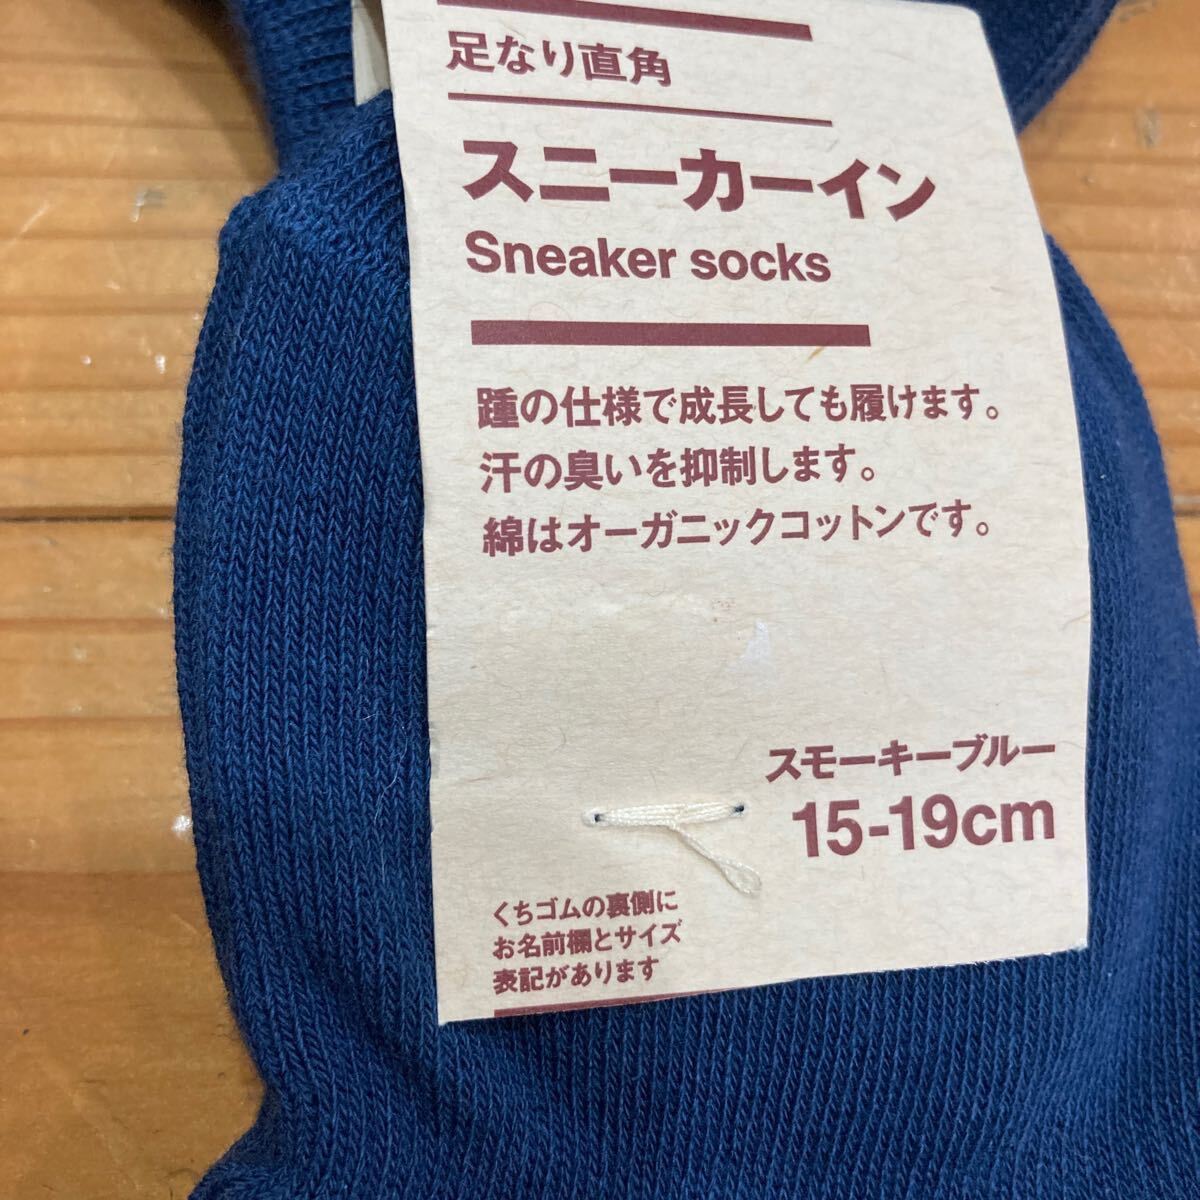 足なり直角
スニーカーイン
Sneaker socks
踵の仕様で成長しても履けます。
汗の臭いを抑制します。
綿はオーガニックコットンです。
スモーキーブルー
15-19cm
くちゴムの裏側に
お名前欄とサイズ
表記があります